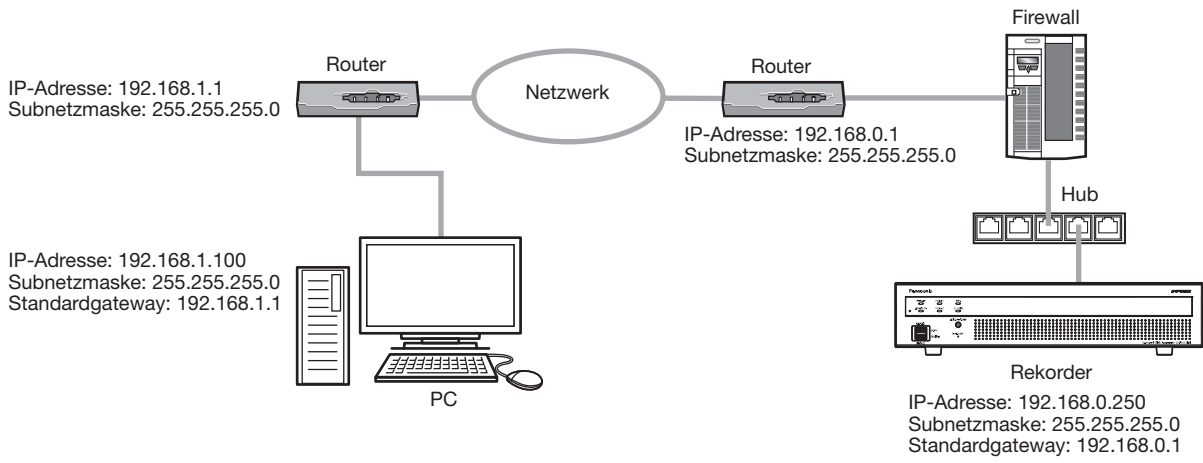 Firewall
Router
IP-Adresse: 192.168.1.1
Subnetzmaske: 255.255.255.0
Netzwerk
Router
IP-Adresse: 192.168.0.1
Subnetzmaske: 255.255.255.0
Hub
IP-Adresse: 192.168.1.100
Subnetzmaske: 255.255.255.0
Standardgateway: 192.168.1.1
PC
Panasonic
Rekorder
IP-Adresse: 192.168.0.250
Subnetzmaske: 255.255.255.0
Standardgateway: 192.168.0.1